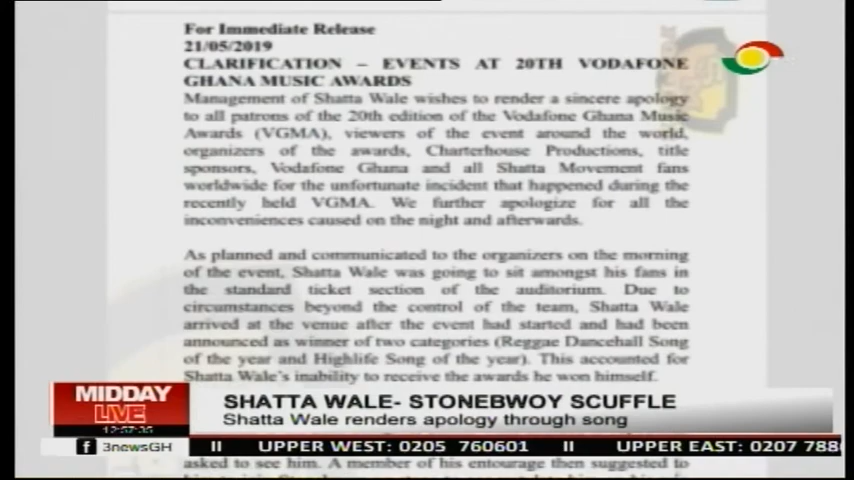 For Immediate Release
21/05/2019
CLARIFICATION – EVENTS AT 20TH VODAFONE
GHANA MUSIC AWARDS
Management of Shatta Wale wishes to render a sincere apology
to all patrons of the 20th edition of the Vodafone Ghana Music
Awards (VGMA), viewers of the event around the world,
organizers of the awards, Charterhouse Productions, title
sponsors, Vodafone Ghana and all Shatta Movement fans
worldwide for the unfortunate incident that happened during the
recently held VGMA. We further apologize for all the
inconveniences caused on the night and afterwards.
As planned and communicated to the organizers on the morning
of the event, Shatta Wale was going to sit amongst his fans in
the standard ticket section of the auditorium. Due to
circumstances beyond the control of the team, Shatta Wale
arrived at the venue after the event had started and had been
announced as winner of two categories (Reggae Dancehall Song
of the year and Highlife Song of the year). This accounted for
Shatta Wale's inability to receive the awards he won himself.
MIDDAY
LIVE
12:57:35
SHATTA WALE- STONEBWOY SCUFFLE
Shatta Wale renders apology through song
f 3newsGH
II UPPER WEST: 0205 760601 II UPPER EAST: 0207 788
asked to see him. A member of his entourage then suggested to